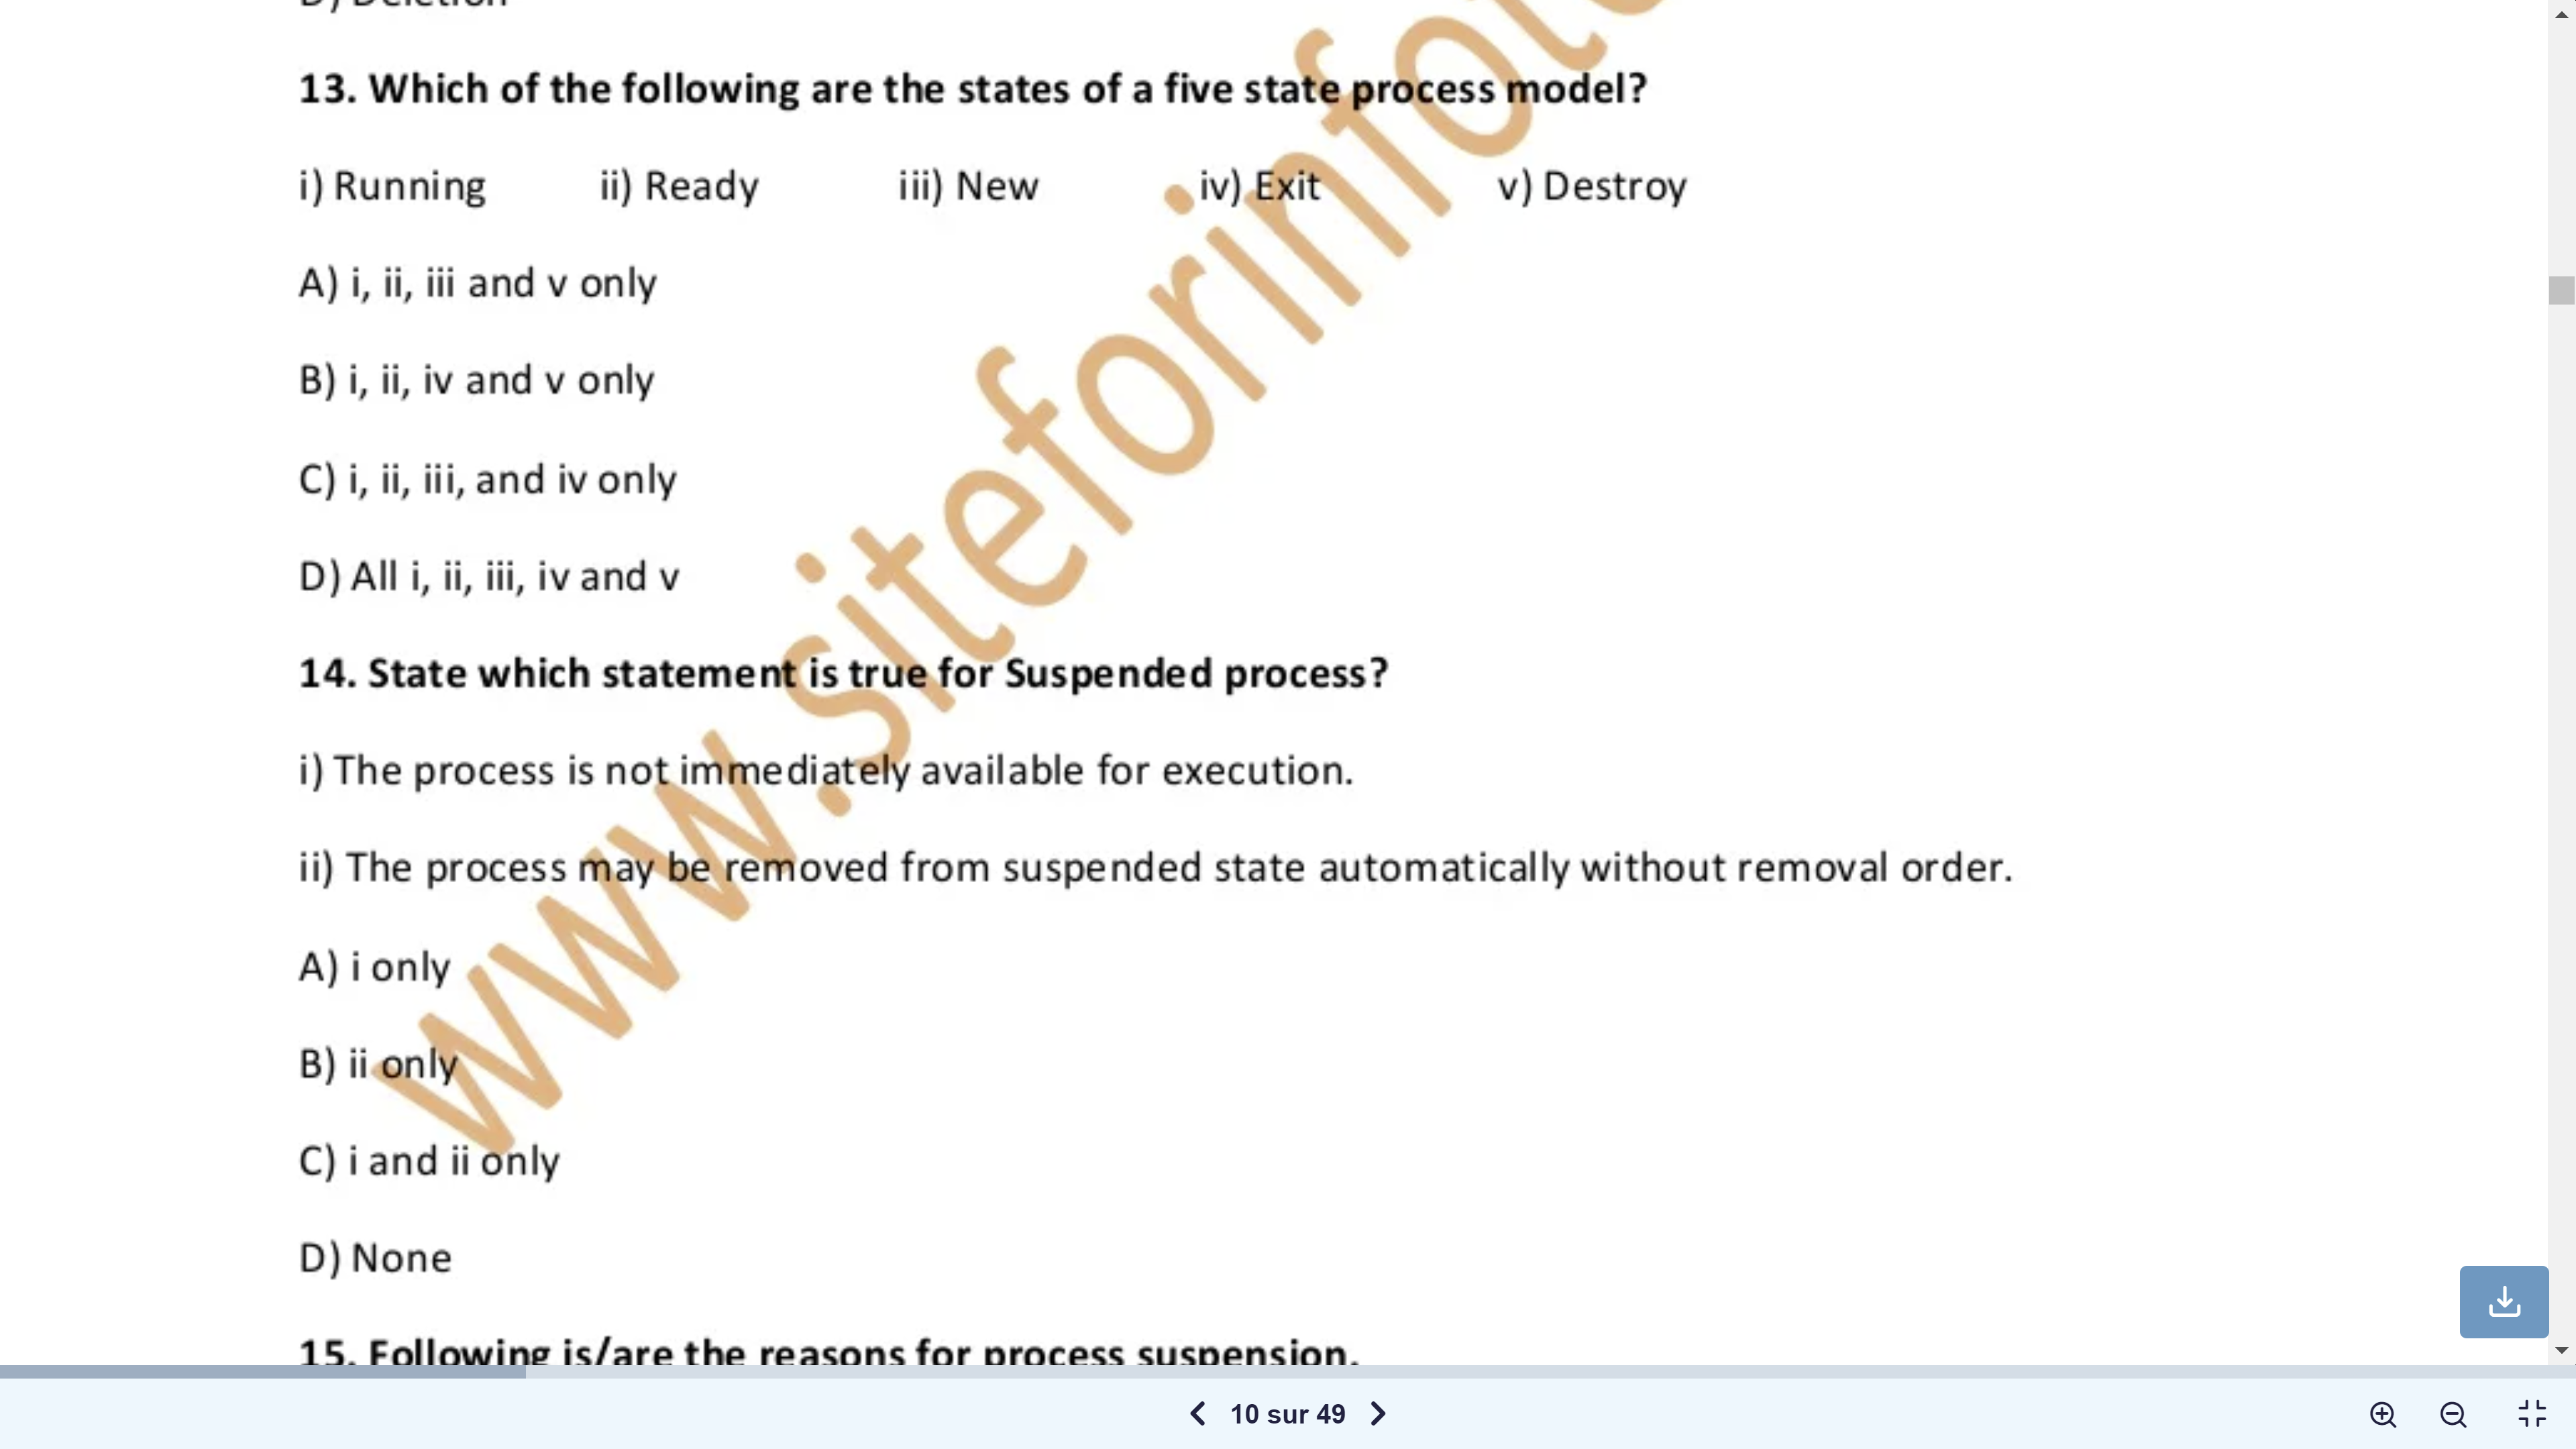 D) Deletion
13. Which of the following are the states of a five state process model?
i) Running ii) Ready iii) New iv) Exit v) Destroy
A) i, ii, iii and v only
B) i, ii, iv and v only
C) i, ii, iii, and iv only
D) All i, ii, iii, iv and v
14. State which statement is true for Suspended process?
i) The process is not immediately available for execution.
ii) The process may be removed from suspended state automatically without removal order.
A) i only
B) ii only
C) i and ii only
D) None
15. Following is/are the reasons for process suspension.
10 sur 49